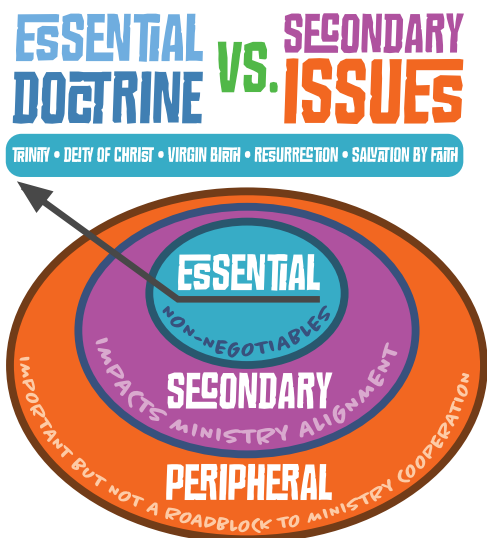 ESSENTIAL
DOCTRINE
VS.
SECONDARY
ISSUES
TRINITY • DEITY OF CHRIST • VIRGIN BIRTH • RESURRECTION • SALVATION BY FAITH
ESSENTIAL
NON-NEGOTIABLES
SECONDARY
IMPACTS MINISTRY ALIGNMENT
PERIPHERAL
IMPORTANT BUT NOT A ROADBLOCK TO MINISTRY COOPERATION